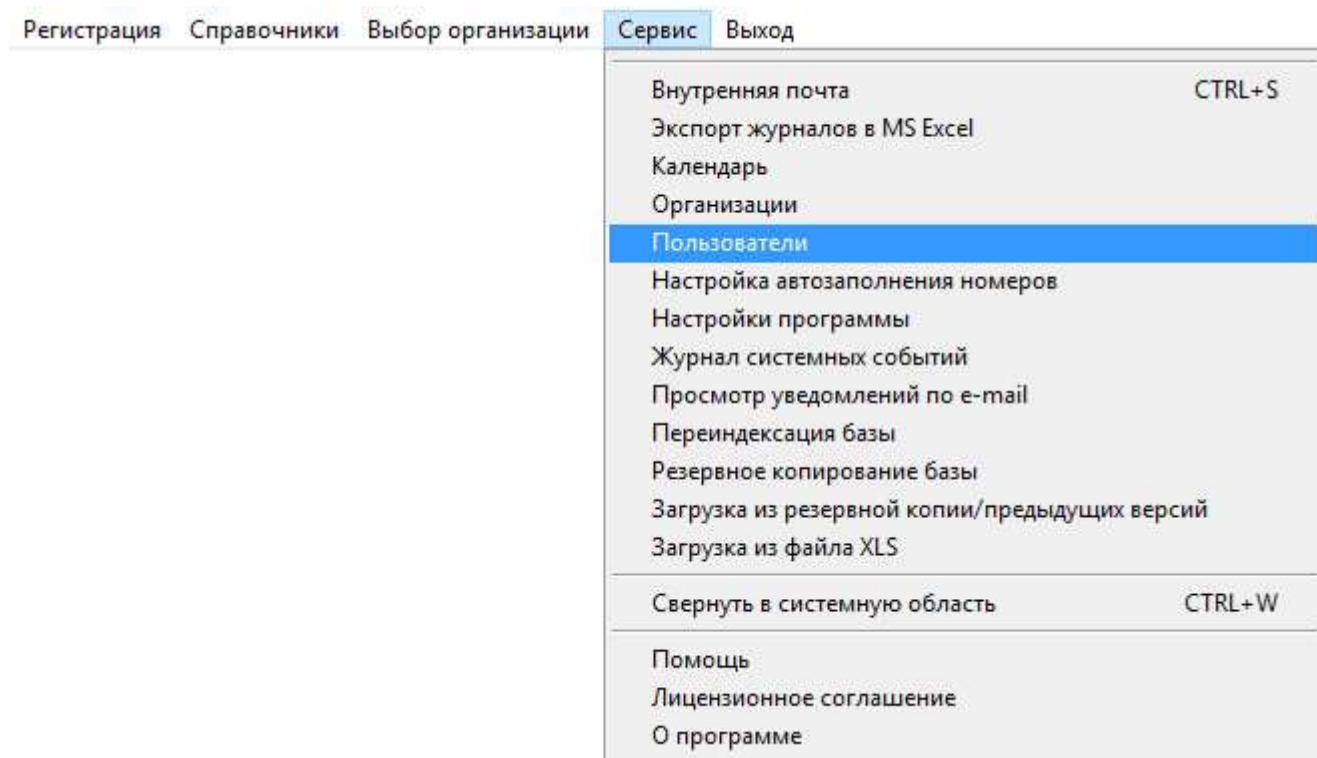 Регистрация Справочники Выбор организации Сервис Выход
Внутренняя почта CTRL+S
Экспорт журналов в MS Excel
Календарь
Организации
Пользователи
Настройка автозаполнения номеров
Настройки программы
Журнал системных событий
Просмотр уведомлений по e-mail
Переиндексация базы
Резервное копирование базы
Загрузка из резервной копии/предыдущих версий
Загрузка из файла XLS
Свернуть в системную область CTRL+W
Помощь
Лицензионное соглашение
О программе